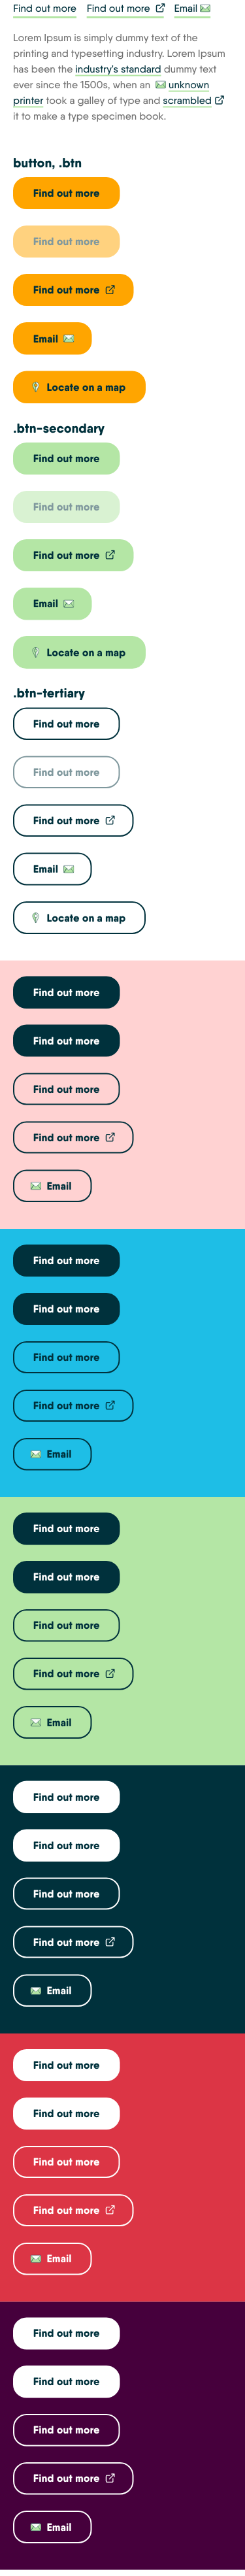 Find out more Find out more Email
Lorem Ipsum is simply dummy text of the
printing and typesetting industry. Lorem Ipsum
has been the industry's standard dummy text
ever since the 1500s, when an unknown
printer took a galley of type and scrambled
it to make a type specimen book.
button, .btn
Find out more
Find out more
Find out more
Email
Locate on a map
.btn-secondary
Find out more
Find out more
Find out more
Email
Locate on a map
.btn-tertiary
Find out more
Find out more
Find out more
Email
Locate on a map
Find out more
Find out more
Find out more
Find out more
Email
Find out more
Find out more
Find out more
Find out more
Email
Find out more
Find out more
Find out more
Find out more
Email
Find out more
Find out more
Find out more
Find out more
Email
Find out more
Find out more
Find out more
Find out more
Email
Find out more
Find out more
Find out more
Find out more
Email